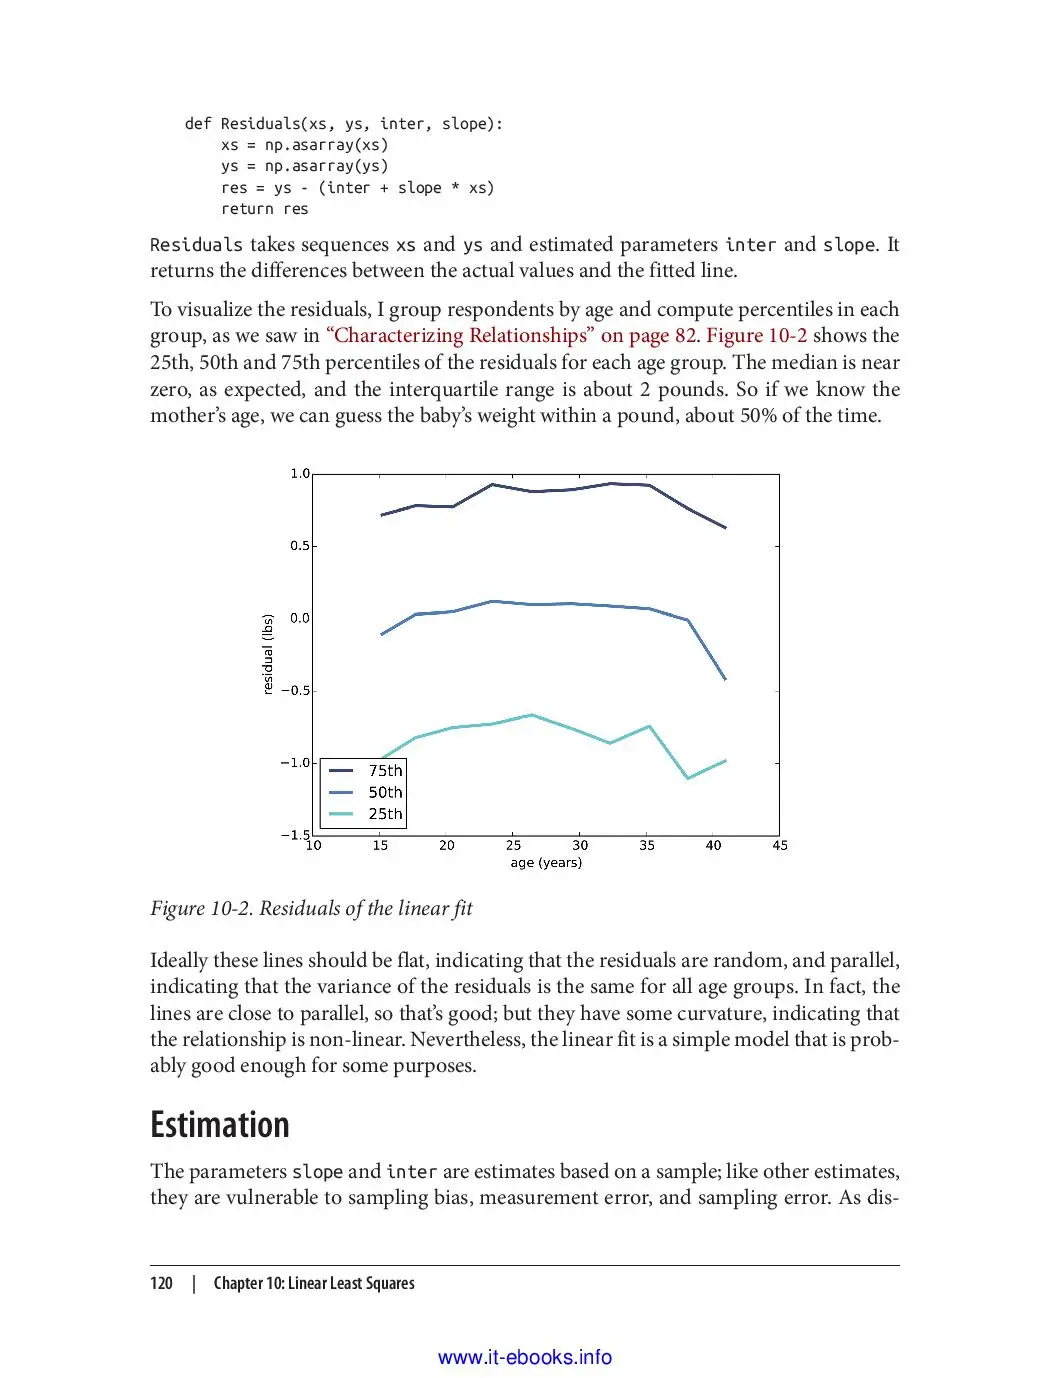 def Residuals(xs, ys, inter, slope):
    xs = np.asarray(xs)
    ys = np.asarray(ys)
    res = ys - (inter + slope * xs)
    return res
Residuals takes sequences xs and ys and estimated parameters inter and slope. It
returns the differences between the actual values and the fitted line.
To visualize the residuals, I group respondents by age and compute percentiles in each
group, as we saw in “Characterizing Relationships” on page 82. Figure 10-2 shows the
25th, 50th and 75th percentiles of the residuals for each age group. The median is near
zero, as expected, and the interquartile range is about 2 pounds. So if we know the
mother’s age, we can guess the baby’s weight within a pound, about 50% of the time.
1.0
0.5
0.0
−0.5
−1.0
−1.5
residual (lbs)
75th
50th
25th
10 15 20 25 30 35 40 45
age (years)
Figure 10-2. Residuals of the linear fit
Ideally these lines should be flat, indicating that the residuals are random, and parallel,
indicating that the variance of the residuals is the same for all age groups. In fact, the
lines are close to parallel, so that’s good; but they have some curvature, indicating that
the relationship is non-linear. Nevertheless, the linear fit is a simple model that is prob-
ably good enough for some purposes.
Estimation
The parameters slope and inter are estimates based on a sample; like other estimates,
they are vulnerable to sampling bias, measurement error, and sampling error. As dis-
120 | Chapter 10: Linear Least Squares
www.it-ebooks.info